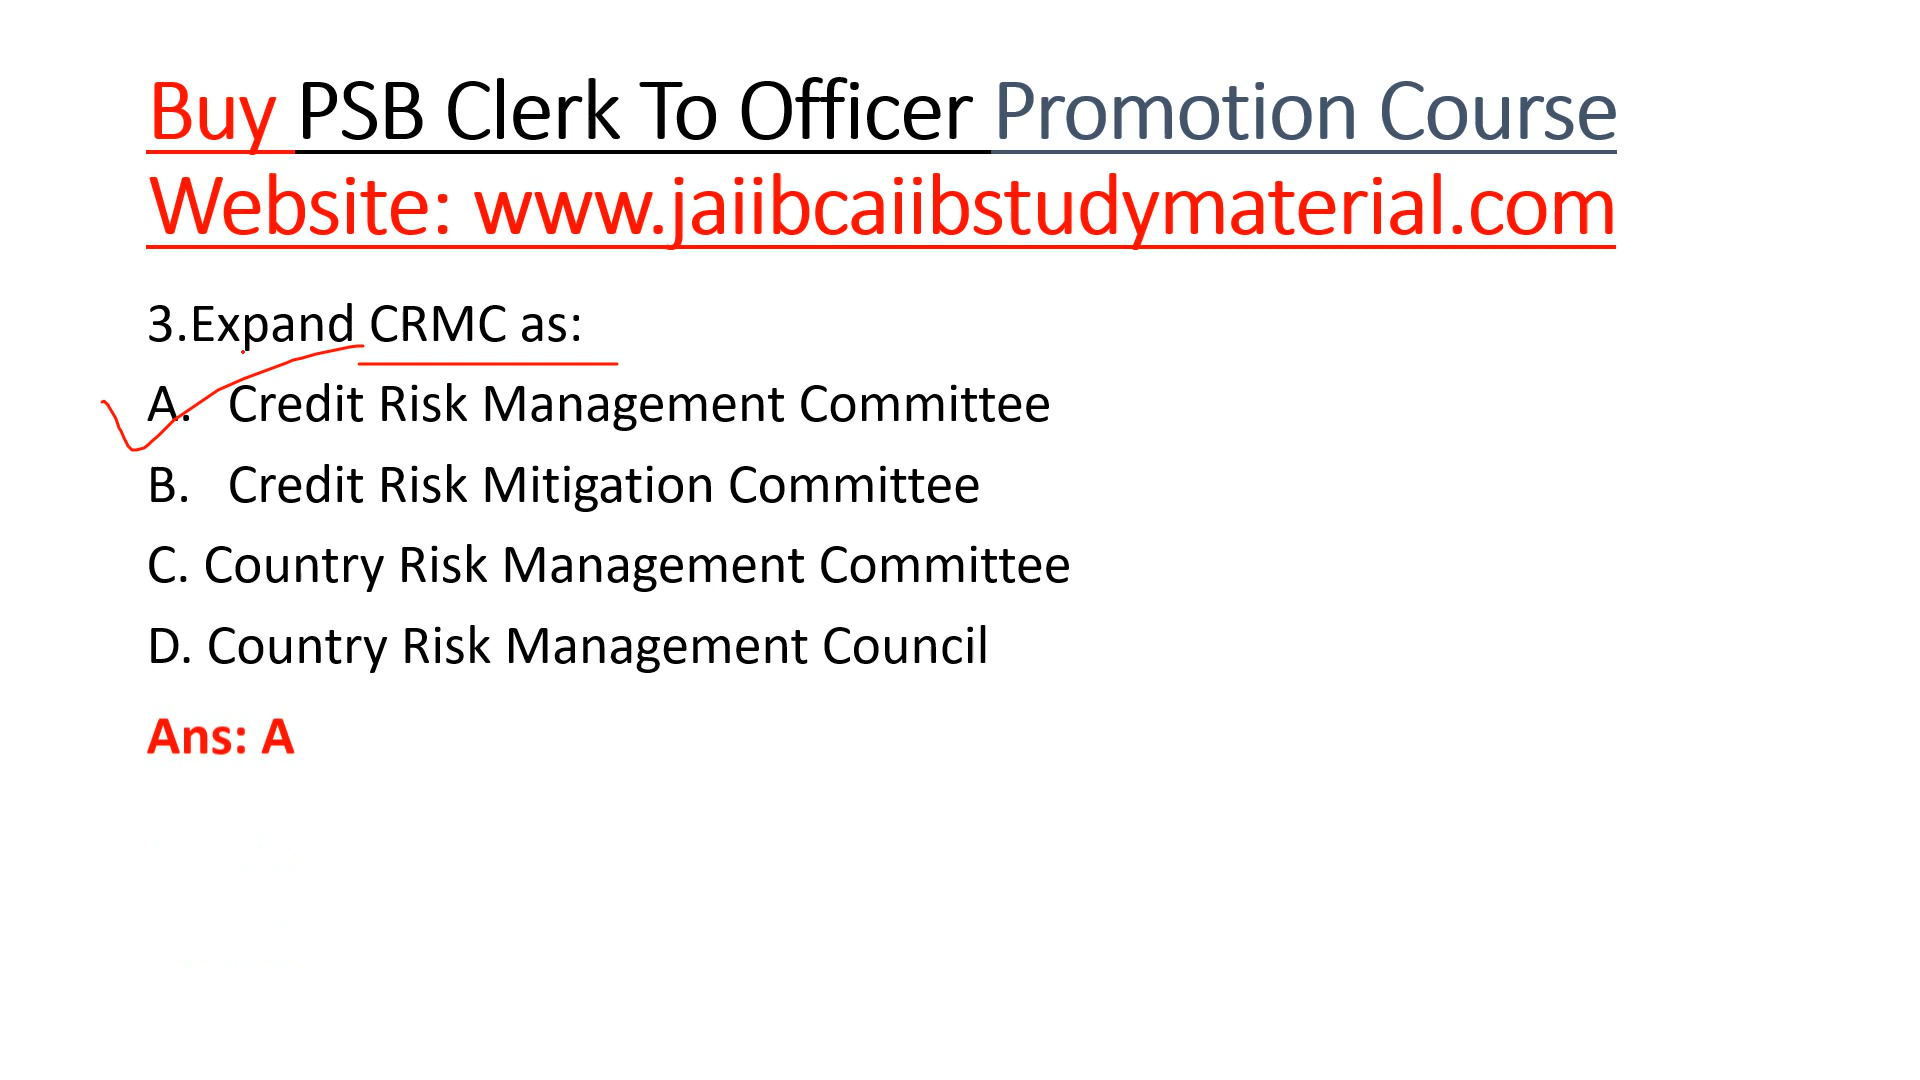 Buy PSB Clerk To Officer Promotion Course
Website: www.jaiibcaiibstudymaterial.com
3.Expand CRMC as:
A. Credit Risk Management Committee
B. Credit Risk Mitigation Committee
C. Country Risk Management Committee
D. Country Risk Management Council
Ans: A